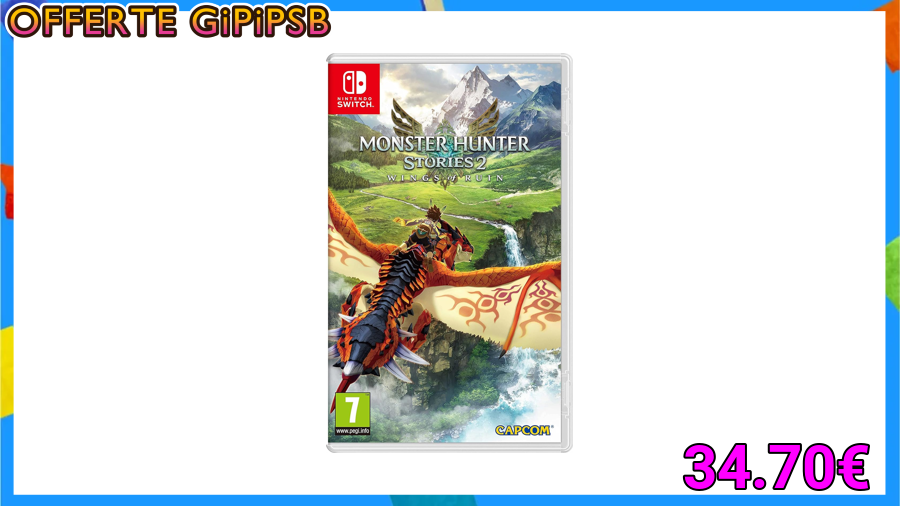 OFFERTE GiPiPSB
NINTENDO
SWITCH.
MONSTER HUNTER
STORIES 2
WINGS of RUIN
7
www.pegi.info
CAPCOM
34.70€